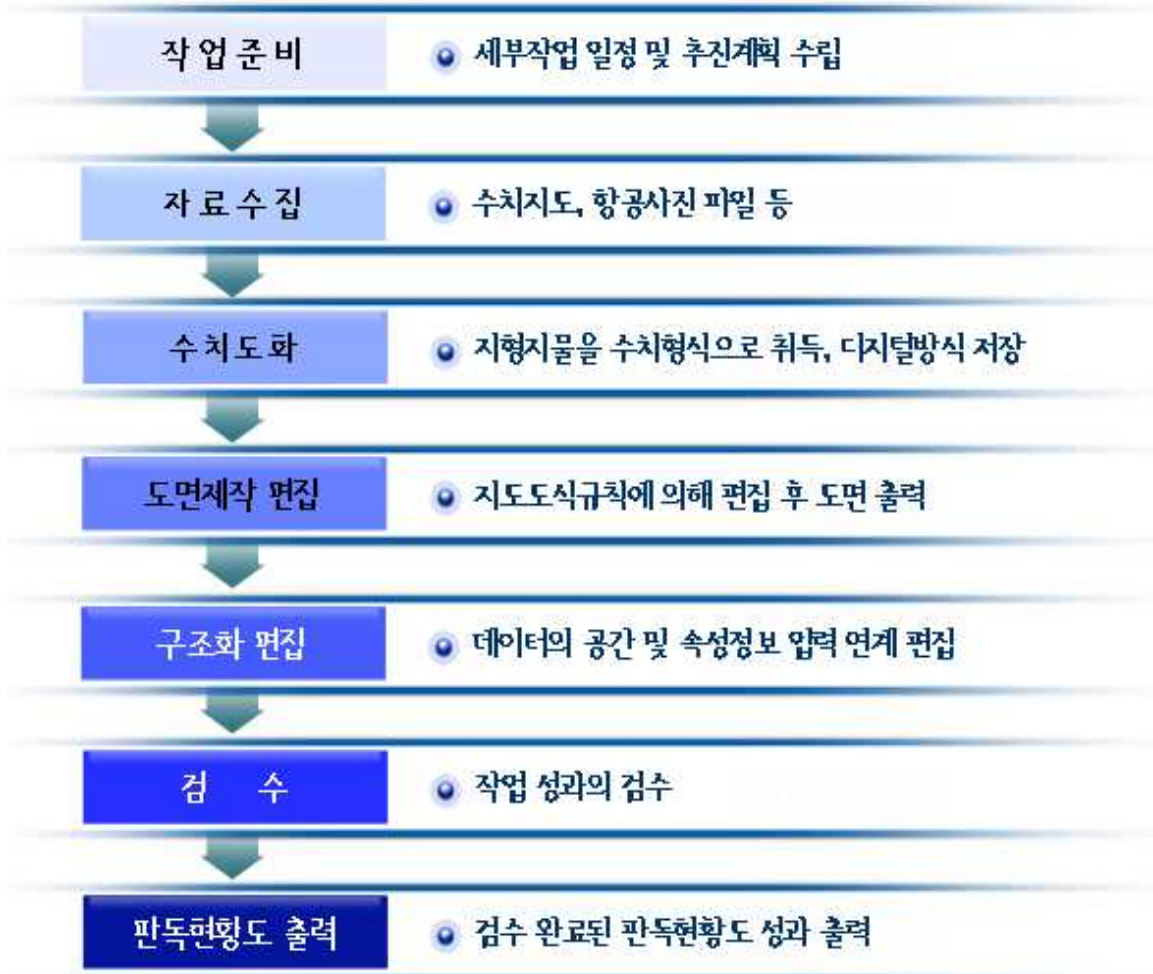 작업준비
세부작업 일정 및 추진계획 수립
자료수집
수치지도, 항공사진 파일 등
수치도화
지형지물을 수치형식으로 취득, 디지털방식 저장
도면제작 편집
지도도식규칙에 의해 편집 후 도면 출력
구조화 편집
데이터의 공간 및 속성정보 입력 연계 편집
검 수
작업 성과의 검수
판독현황도 출력
검수 완료된 판독현황도 성과 출력